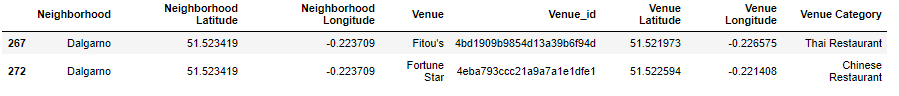 Neighborhood Neighborhood Latitude Neighborhood Longitude Venue Venue_id Venue Latitude Venue Longitude Venue Category
267 Dalgarno 51.523419 -0.223709 Fitou's 4bd1909b9854d13a39b6f94d 51.521973 -0.226575 Thai Restaurant
272 Dalgarno 51.523419 -0.223709 Fortune Star 4eba793ccc21a9a7a1e1dfe1 51.522594 -0.221408 Chinese Restaurant